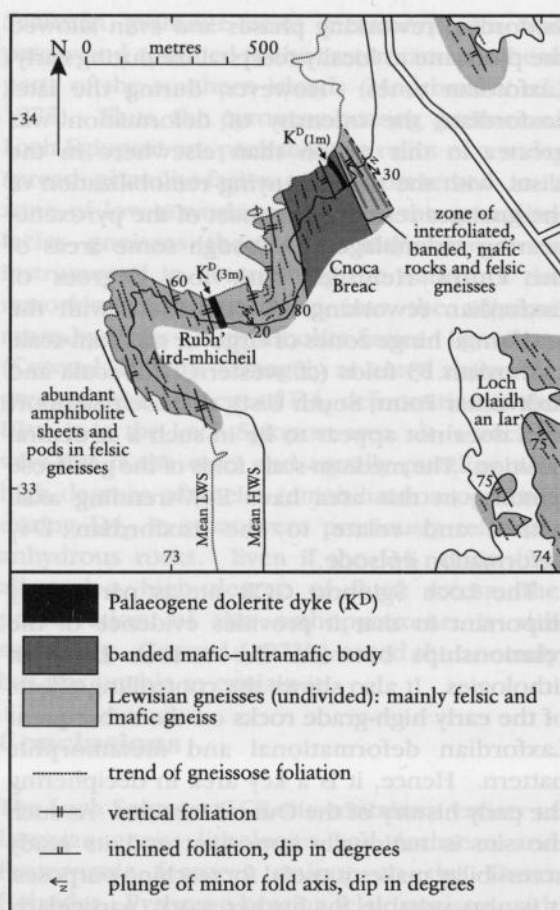 N 0 metres 500
34
K^D (1m)
30
zone of
interfoliated,
banded, mafic
rocks and felsic
gneisses
Cnoc
Breac
K^D (3m)
60
80
20
Rubh'
Aird-mhicheil
abundant
amphibolite
sheets and
pods in felsic
gneisses
Loch
Olaidh
an Iar
75
75
33
Mean LWS
Mean HWS
73
74
Palaeogene dolerite dyke (K^D)
banded mafic–ultramafic body
Lewisian gneisses (undivided): mainly felsic and
mafic gneiss
trend of gneissose foliation
vertical foliation
inclined foliation, dip in degrees
plunge of minor fold axis, dip in degrees